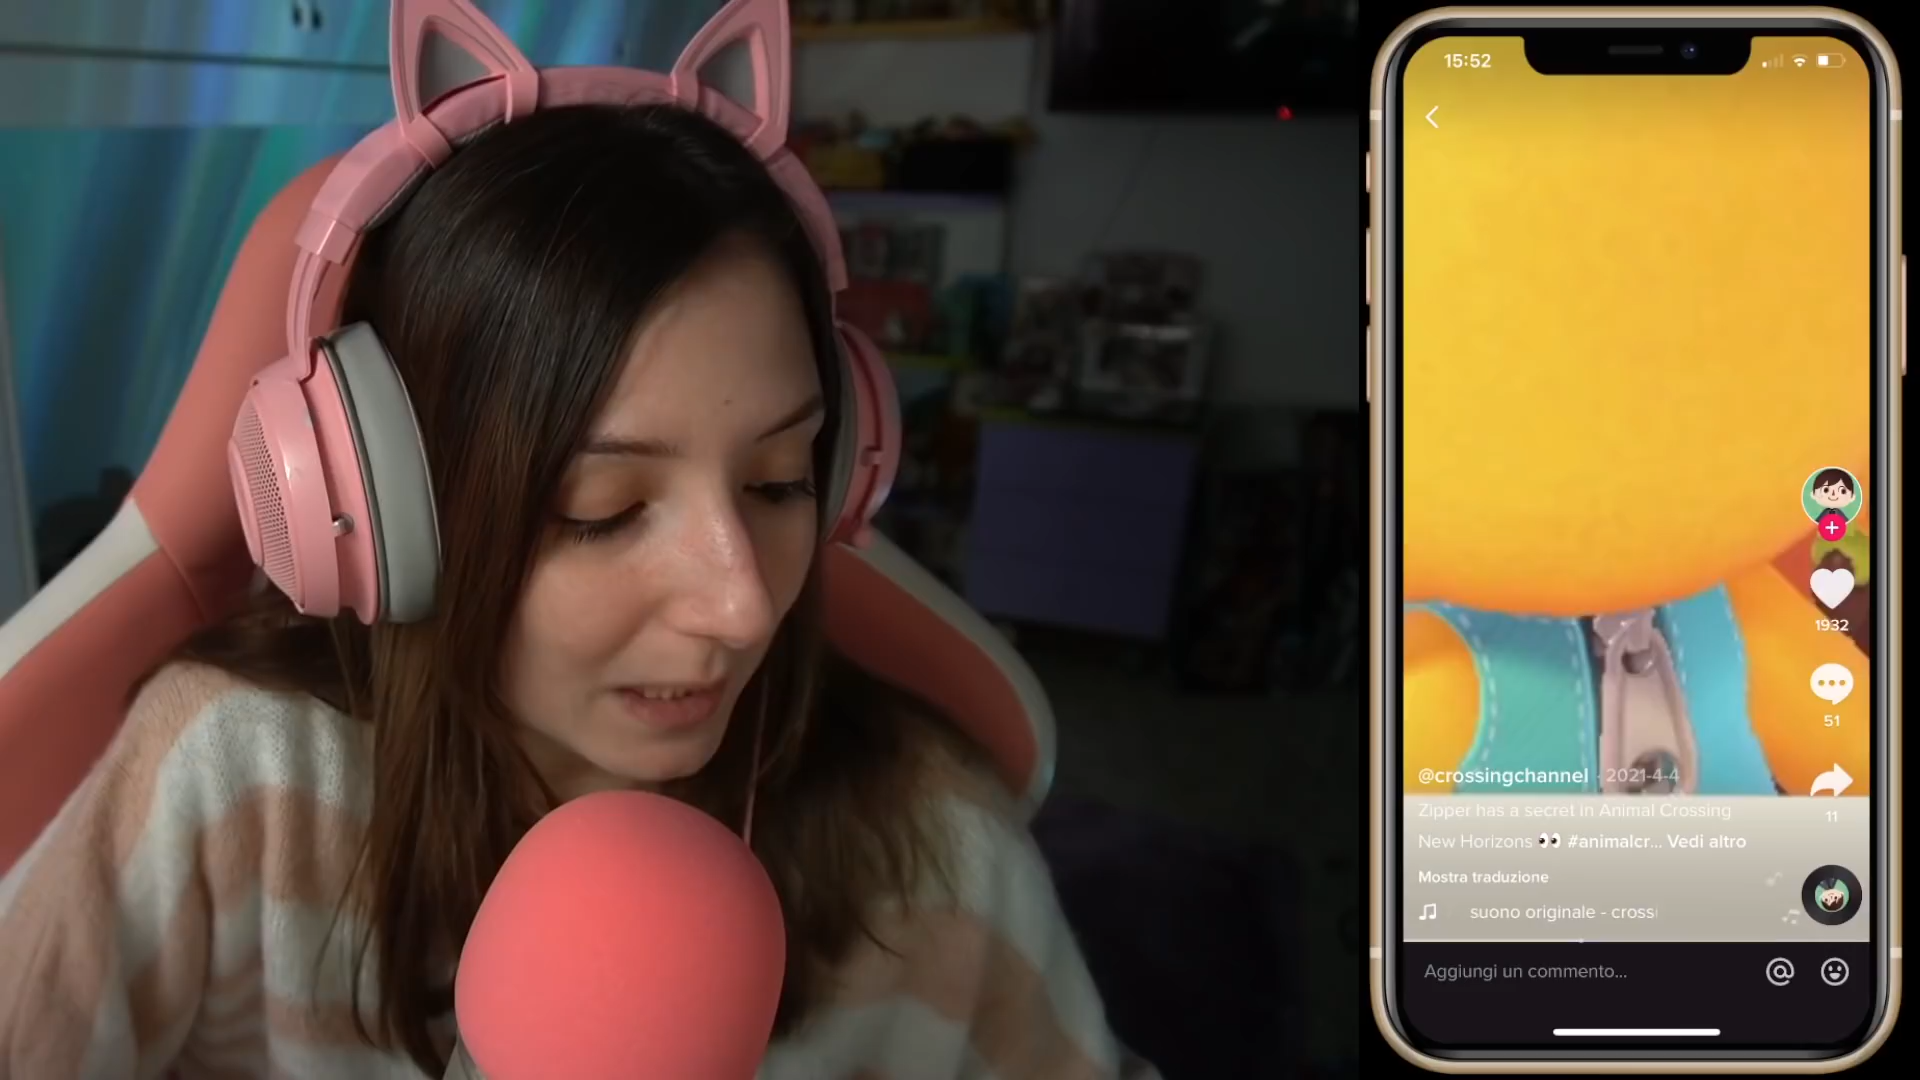 15:52
1932
51
@crossingchannel · 2021-4-4
Zipper has a secret in Animal Crossing
11
New Horizons 👀 #animalcr... Vedi altro
Mostra traduzione
suono originale - crossi
Aggiungi un commento...